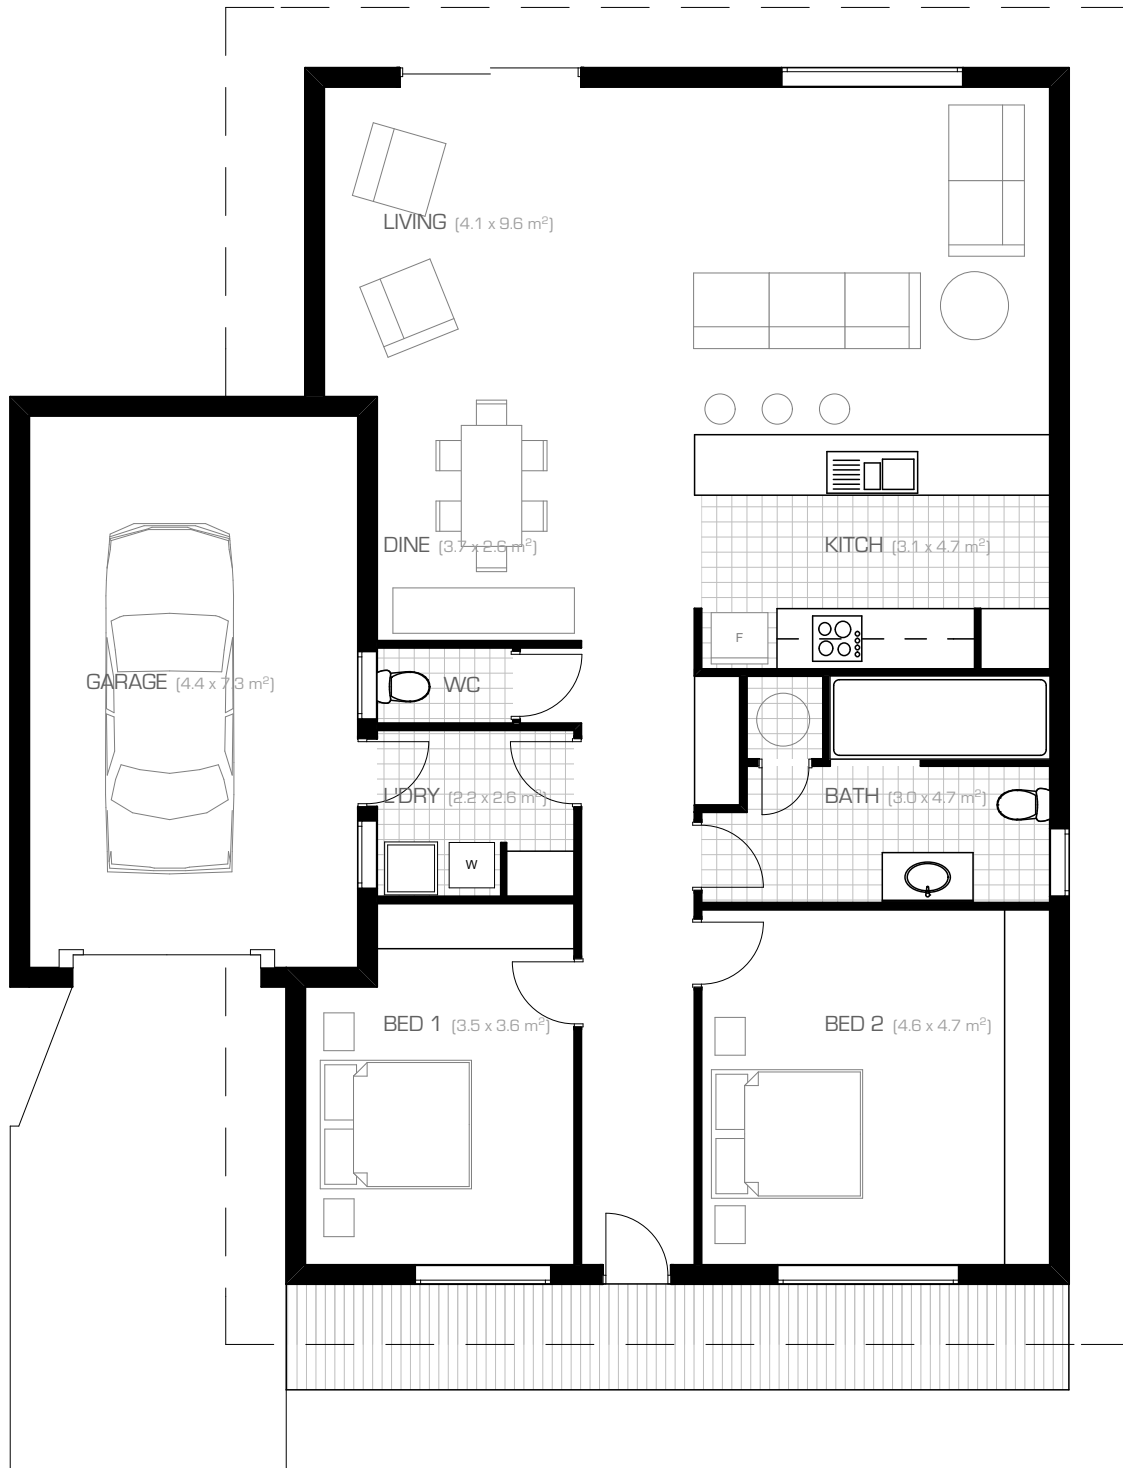 LIVING (4.1 x 9.6 m²)
DINE (3.7 x 2.6 m²)
KITCH (3.1 x 4.7 m²)
F
GARAGE (4.4 x 7.3 m²)
WC
L'DRY (2.2 x 2.6 m²)
BATH (3.0 x 4.7 m²)
W
BED 1 (3.5 x 3.6 m²)
BED 2 (4.6 x 4.7 m²)